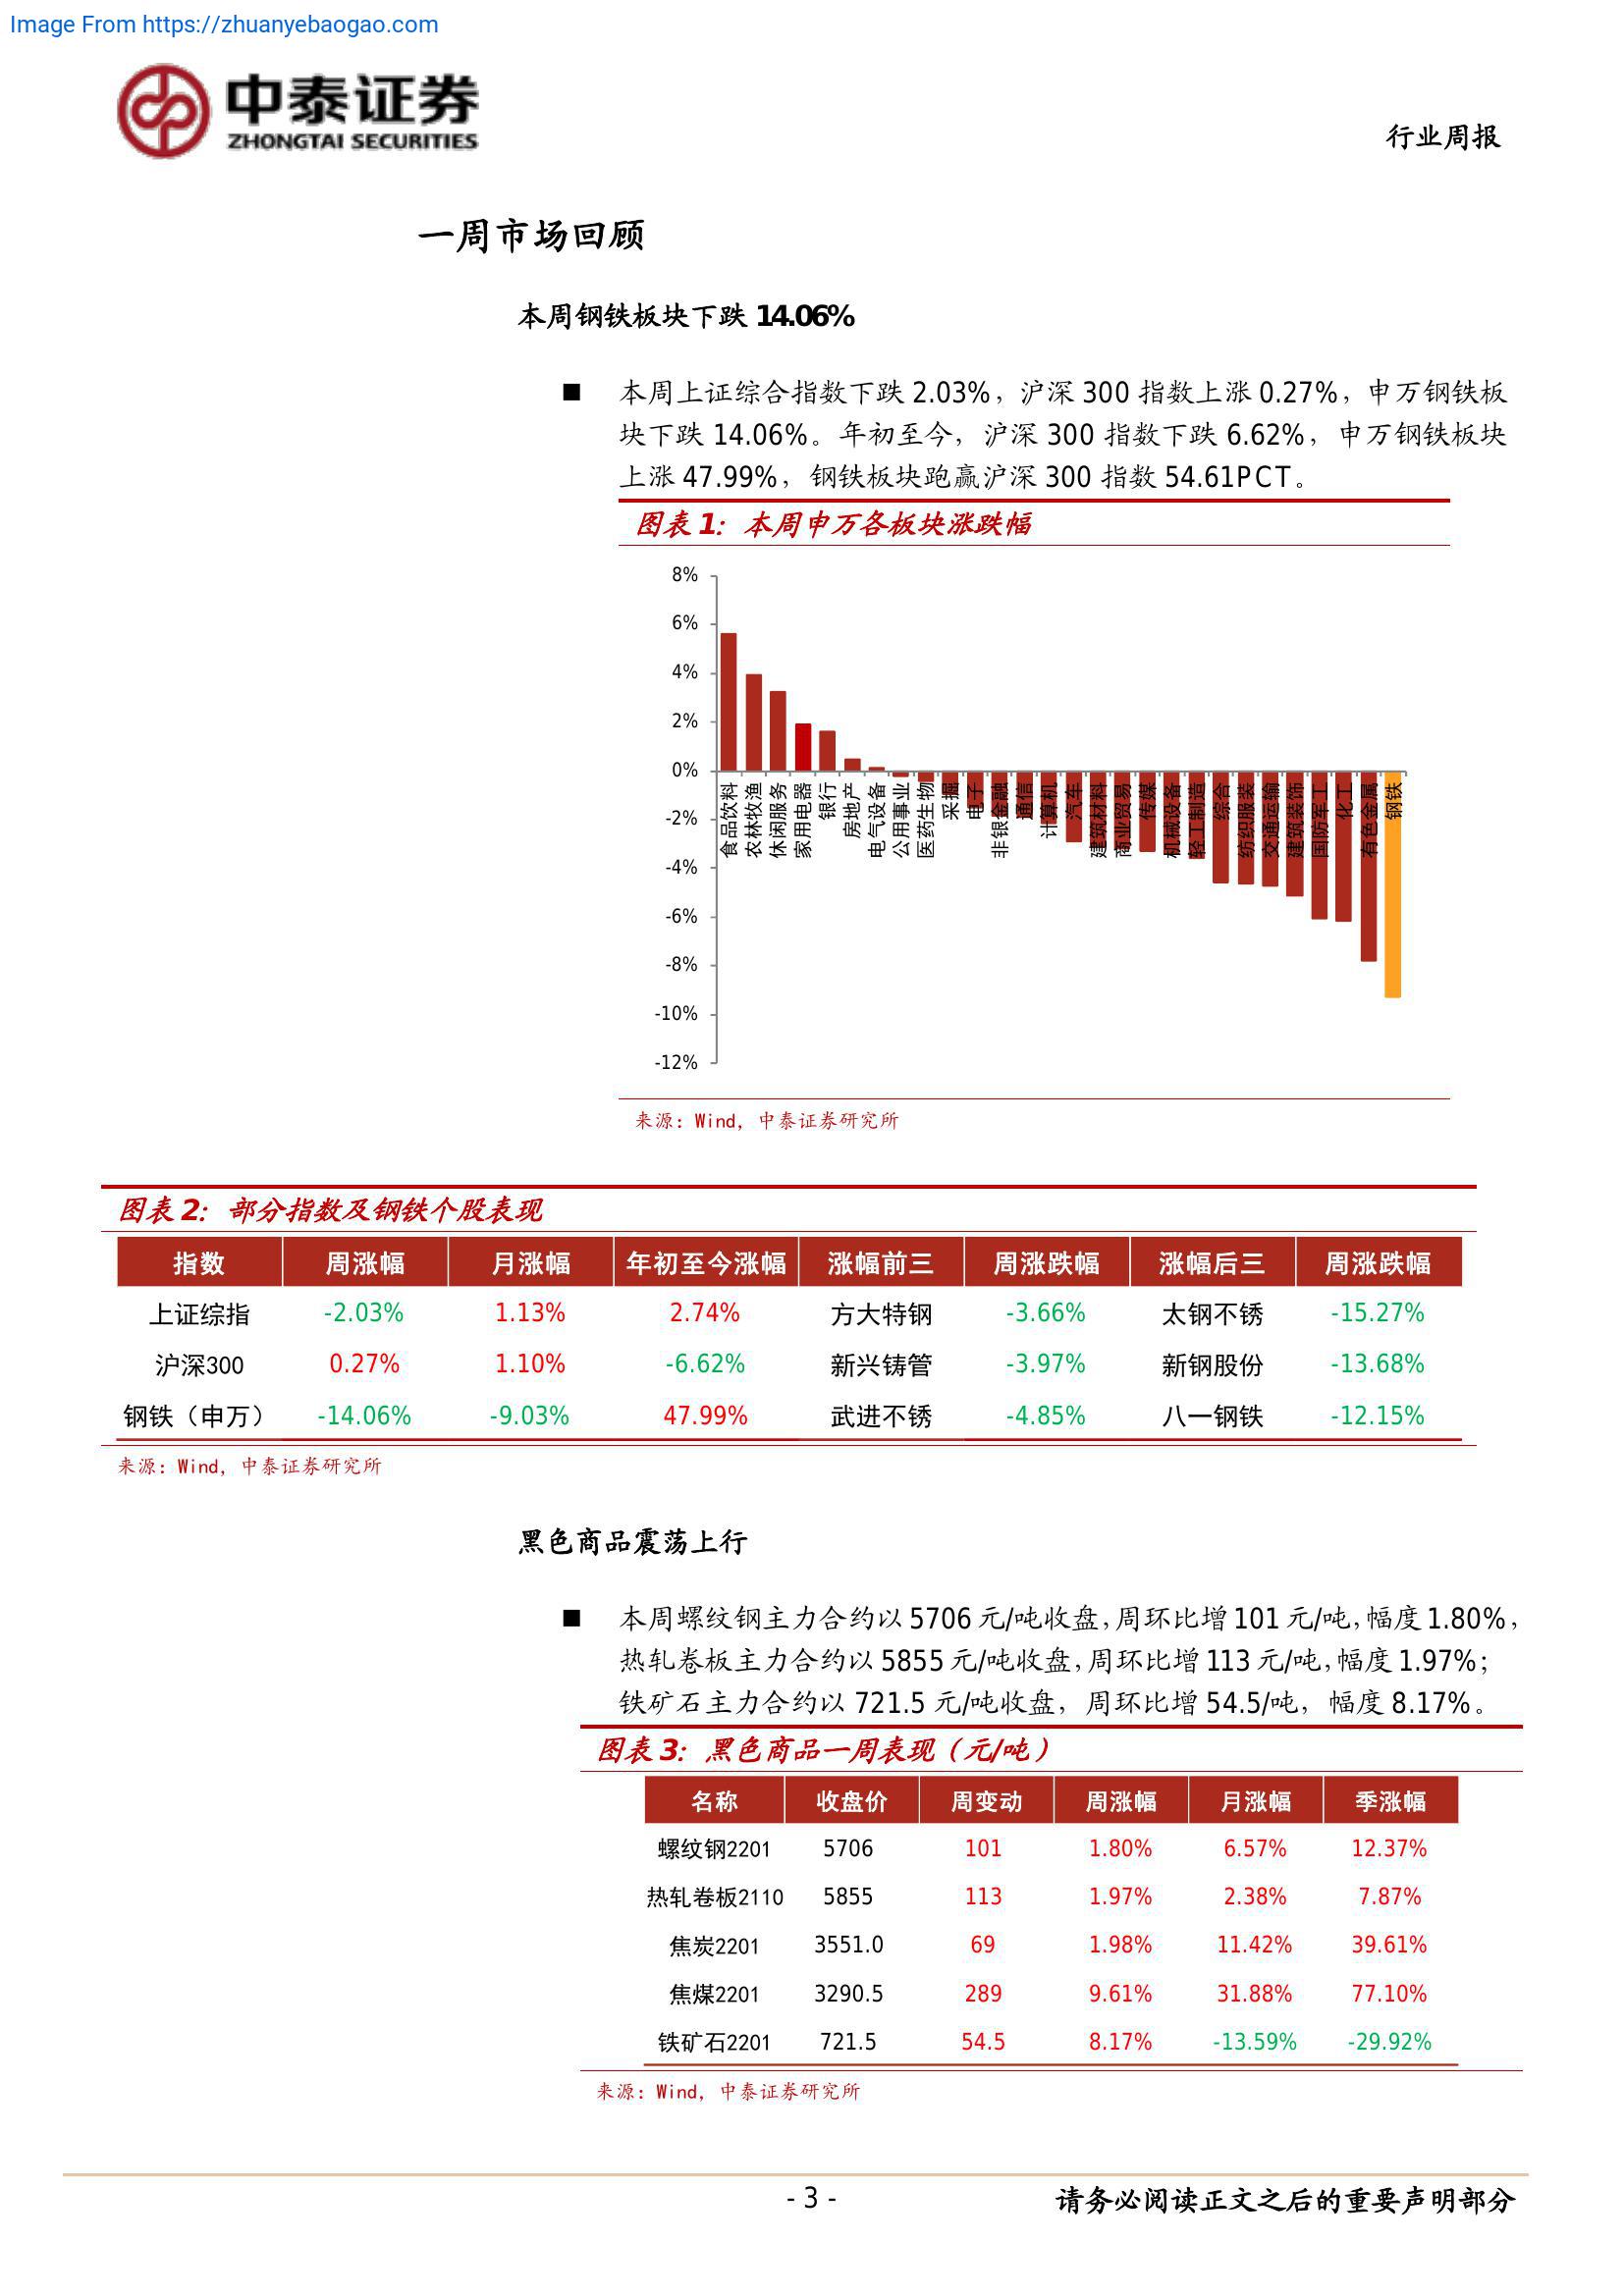 Image From https://zhuanyebaogao.com
中泰证券
ZHONGTAI SECURITIES
行业周报
一周市场回顾
本周钢铁板块下跌 14.06%
■ 本周上证综合指数下跌 2.03%，沪深 300 指数上涨 0.27%，申万钢铁板
块下跌 14.06%。年初至今，沪深 300 指数下跌 6.62%，申万钢铁板块
上涨 47.99%，钢铁板块跑赢沪深 300 指数 54.61PCT。
图表 1：本周申万各板块涨跌幅
8%
6%
4%
2%
0%
-2%
-4%
-6%
-8%
-10%
-12%
食品饮料
农林牧渔
休闲服务
家用电器
银行
房地产
电气设备
公用事业
医药生物
采掘
电子
非银金融
通信
计算机
汽车
建筑材料
商业贸易
传媒
机械设备
轻工制造
综合
纺织服装
交通运输
建筑装饰
国防军工
化工
有色金属
钢铁
来源：Wind，中泰证券研究所
图表 2：部分指数及钢铁个股表现
指数 周涨幅 月涨幅 年初至今涨幅 涨幅前三 周涨跌幅 涨幅后三 周涨跌幅
上证综指 -2.03% 1.13% 2.74% 方大特钢 -3.66% 太钢不锈 -15.27%
沪深300 0.27% 1.10% -6.62% 新兴铸管 -3.97% 新钢股份 -13.68%
钢铁（申万） -14.06% -9.03% 47.99% 武进不锈 -4.85% 八一钢铁 -12.15%
来源：Wind，中泰证券研究所
黑色商品震荡上行
■ 本周螺纹钢主力合约以 5706 元/吨收盘，周环比增 101 元/吨，幅度 1.80%，
热轧卷板主力合约以 5855 元/吨收盘，周环比增 113 元/吨，幅度 1.97%；
铁矿石主力合约以 721.5 元/吨收盘，周环比增 54.5/吨，幅度 8.17%。
图表 3：黑色商品一周表现（元/吨）
名称 收盘价 周变动 周涨幅 月涨幅 季涨幅
螺纹钢2201 5706 101 1.80% 6.57% 12.37%
热轧卷板2110 5855 113 1.97% 2.38% 7.87%
焦炭2201 3551.0 69 1.98% 11.42% 39.61%
焦煤2201 3290.5 289 9.61% 31.88% 77.10%
铁矿石2201 721.5 54.5 8.17% -13.59% -29.92%
来源：Wind，中泰证券研究所
- 3 -
请务必阅读正文之后的重要声明部分